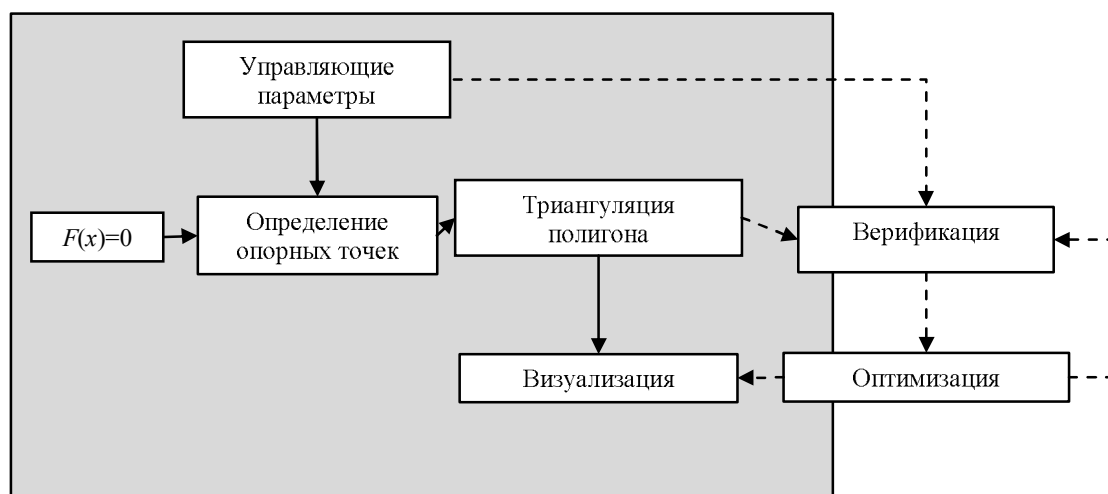 Управляющие
параметры
Триангуляция
полигона
Определение
опорных точек
F(x)=0
Верификация
Визуализация
Оптимизация